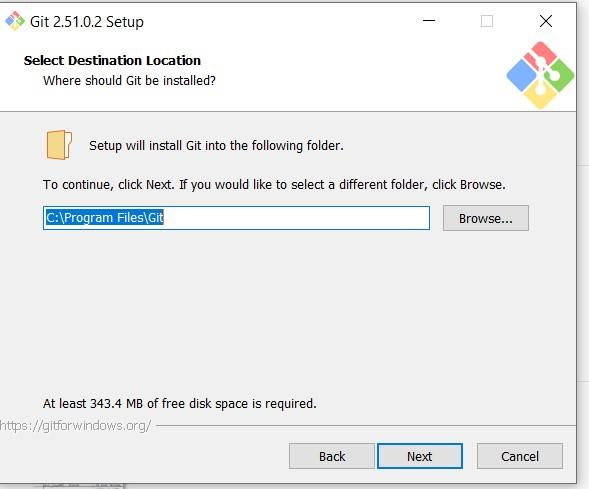 Git 2.51.0.2 Setup
Select Destination Location
Where should Git be installed?
Setup will install Git into the following folder.
To continue, click Next. If you would like to select a different folder, click Browse.
C:\Program Files\Git
Browse...
At least 343.4 MB of free disk space is required.
https://gitforwindows.org/
Back
Next
Cancel